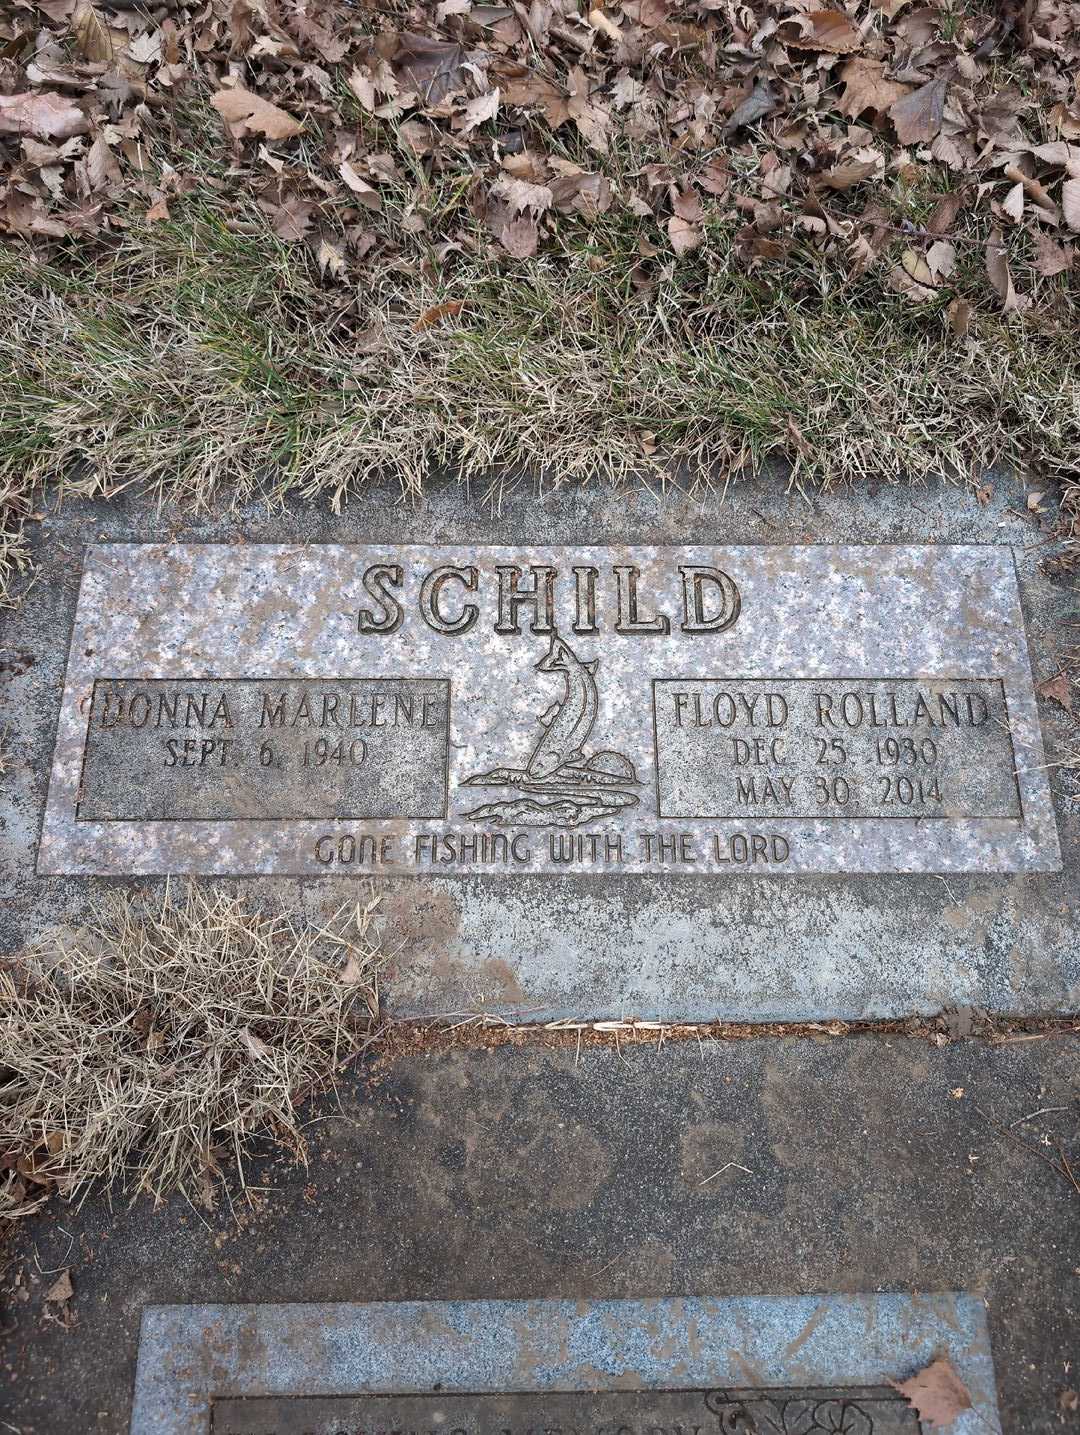 SCHILD
DONNA MARLENE
SEPT. 6, 1940
FLOYD ROLLAND
DEC. 25, 1930
MAY 30, 2014
GONE FISHING WITH THE LORD
MEMORY